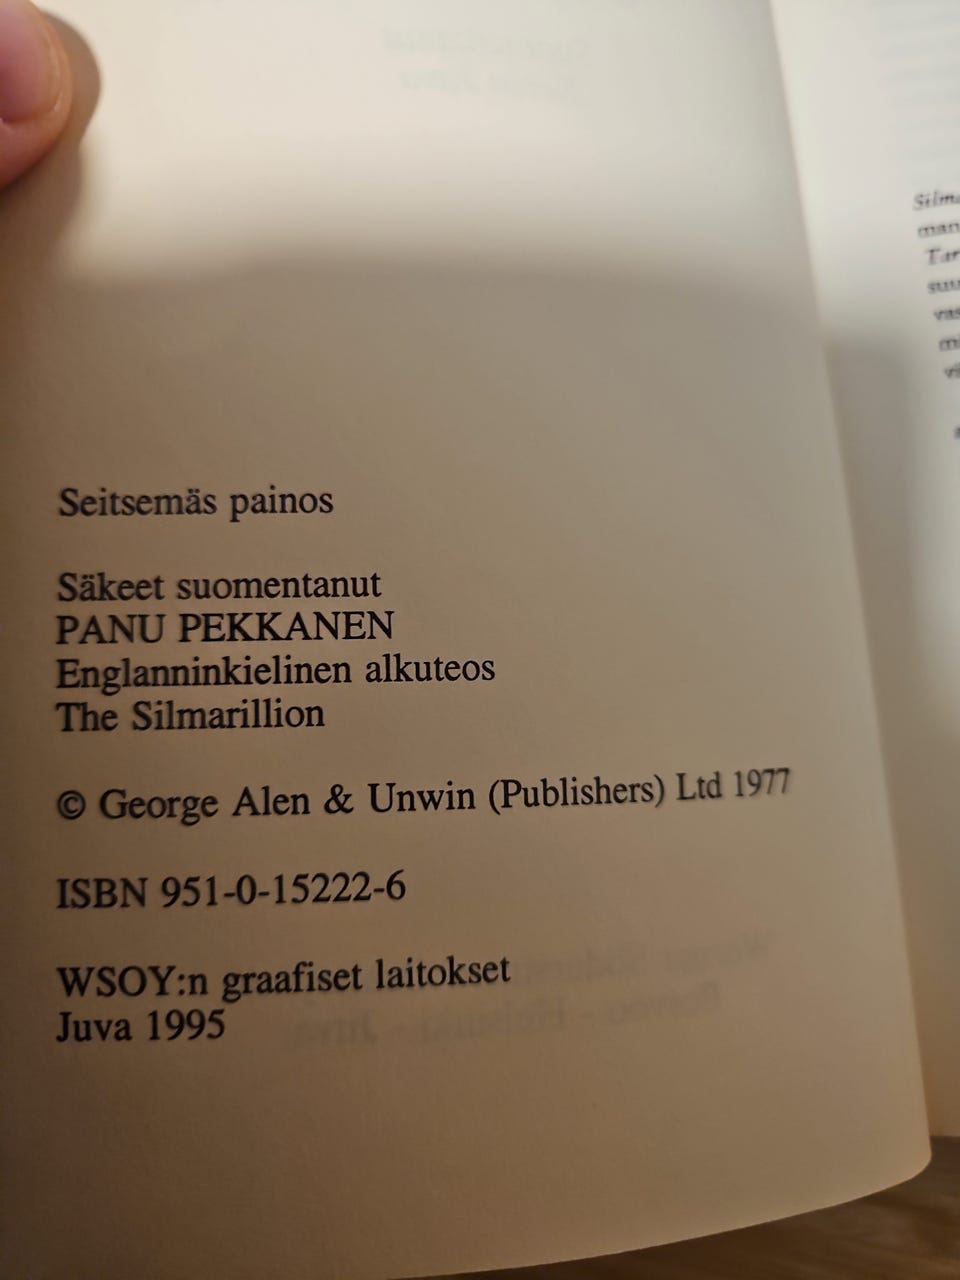 Seitsemäs painos
Säkeet suomentanut
PANU PEKKANEN
Englanninkielinen alkuteos
The Silmarillion
© George Alen & Unwin (Publishers) Ltd 1977
ISBN 951-0-15222-6
WSOY:n graafiset laitokset
Juva 1995